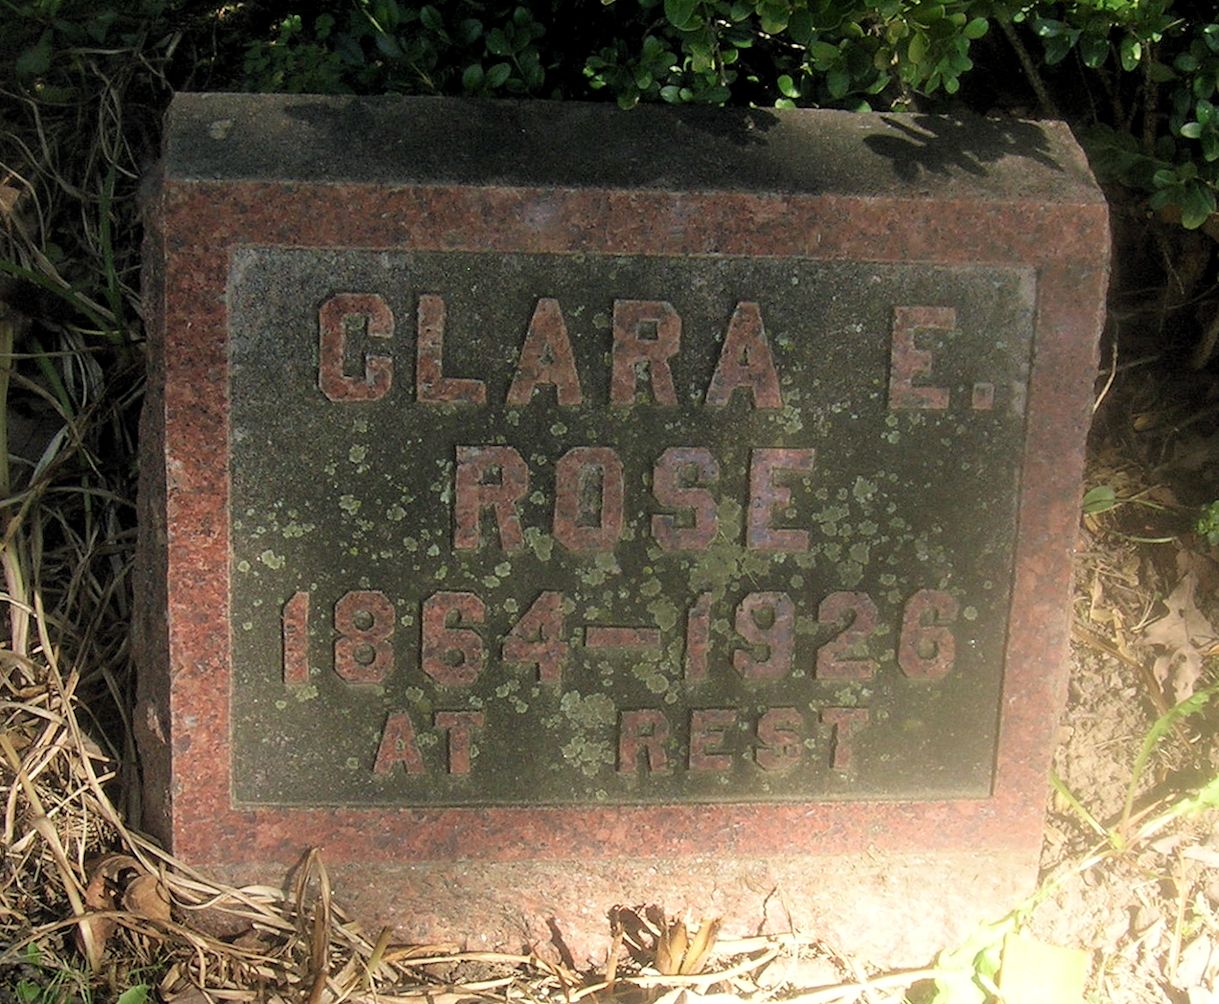 CLARA E.
ROSE
1864-1926
AT REST